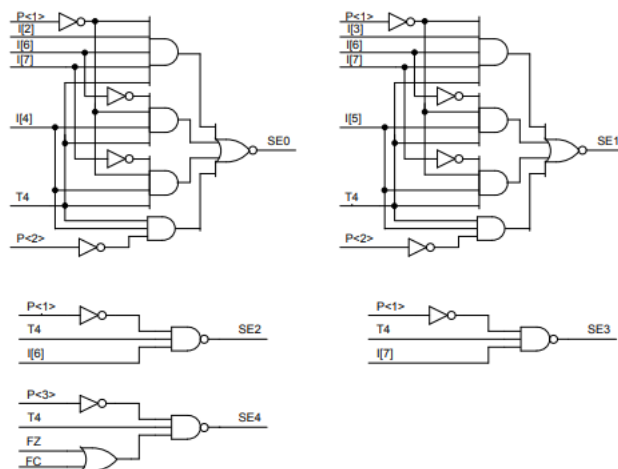 P<1>
I[2]
I[6]
I[7]
I[4]
T4
P<2>
SE0
P<1>
I[3]
I[6]
I[7]
I[5]
T4
P<2>
SE1
P<1>
T4
I[6]
SE2
P<1>
T4
I[7]
SE3
P<3>
T4
FZ
FC
SE4